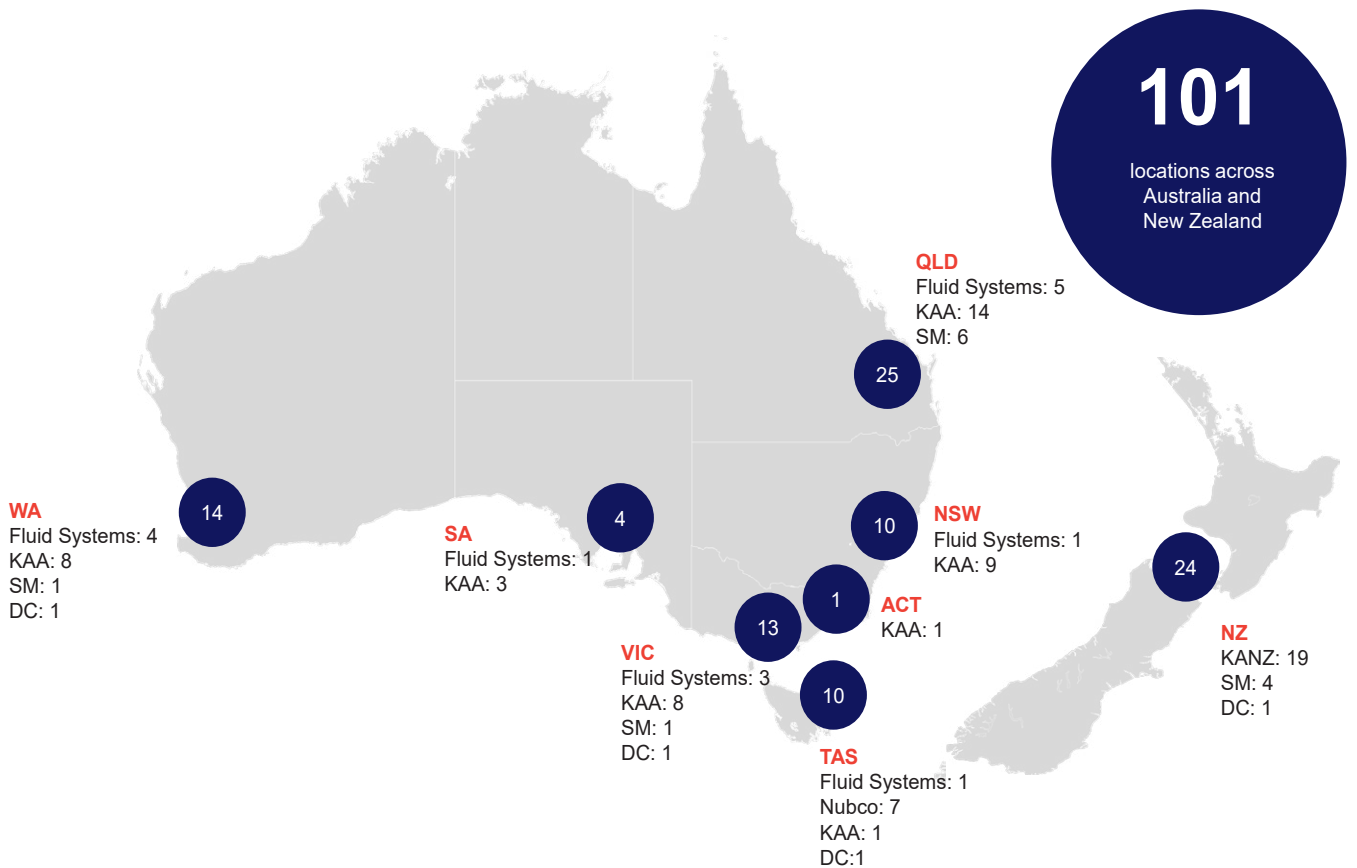 101
locations across
Australia and
New Zealand
QLD
Fluid Systems: 5
KAA: 14
SM: 6
25
WA
Fluid Systems: 4
KAA: 8
SM: 1
DC: 1
14
SA
Fluid Systems: 1
KAA: 3
4
NSW
Fluid Systems: 1
KAA: 9
10
ACT
KAA: 1
1
VIC
Fluid Systems: 3
KAA: 8
SM: 1
DC: 1
13
TAS
Fluid Systems: 1
Nubco: 7
KAA: 1
DC:1
10
NZ
KANZ: 19
SM: 4
DC: 1
24